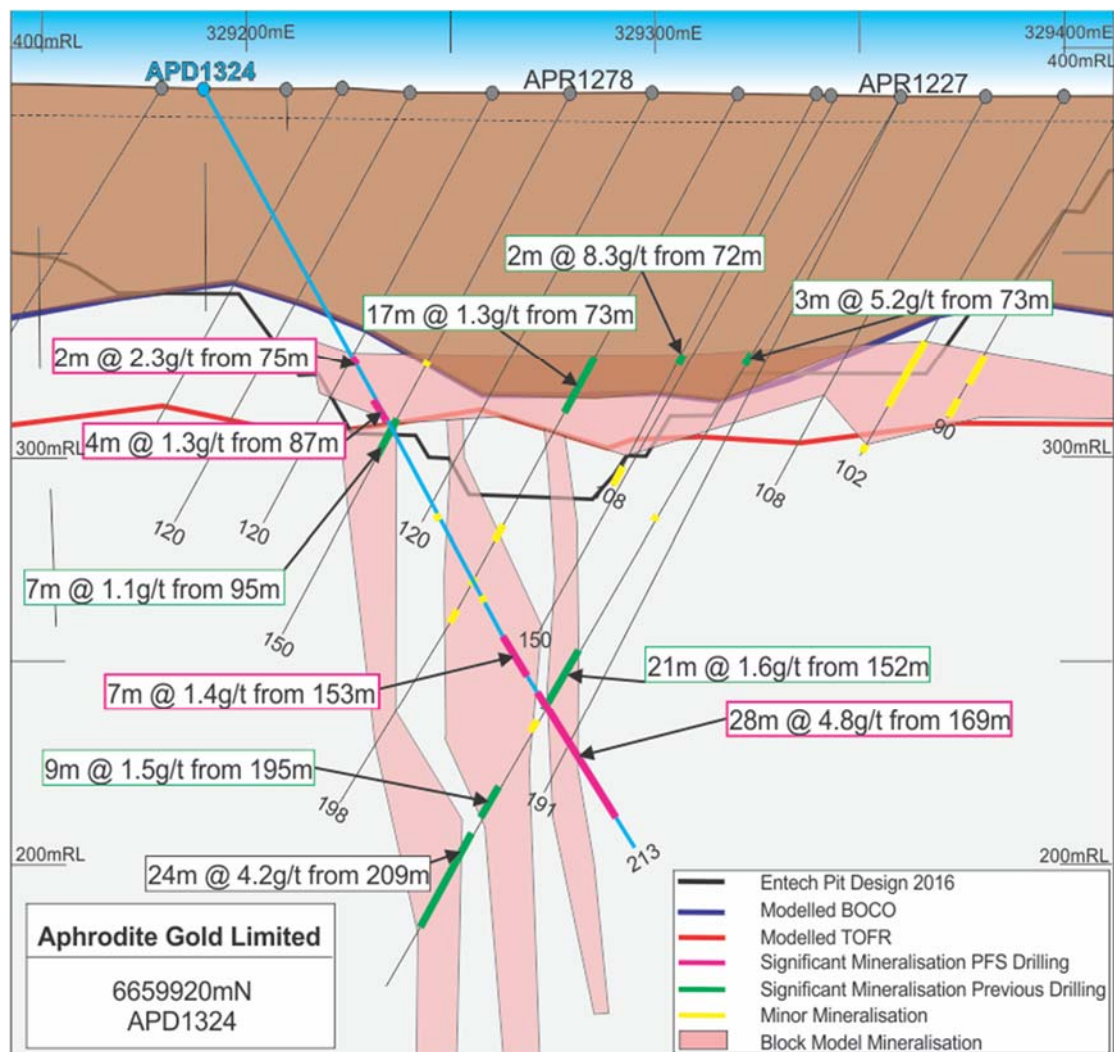 329200mE
329300mE
329400mE
400mRL
400mRL
APD1324
APR1278
APR1227
2m @ 8.3g/t from 72m
17m @ 1.3g/t from 73m
3m @ 5.2g/t from 73m
2m @ 2.3g/t from 75m
4m @ 1.3g/t from 87m
300mRL
300mRL
90
102
108
108
120
120
120
7m @ 1.1g/t from 95m
150
150
7m @ 1.4g/t from 153m
21m @ 1.6g/t from 152m
28m @ 4.8g/t from 169m
9m @ 1.5g/t from 195m
198
191
213
200mRL
200mRL
24m @ 4.2g/t from 209m
Aphrodite Gold Limited
6659920mN
APD1324
Entech Pit Design 2016
Modelled BOCO
Modelled TOFR
Significant Mineralisation PFS Drilling
Significant Mineralisation Previous Drilling
Minor Mineralisation
Block Model Mineralisation